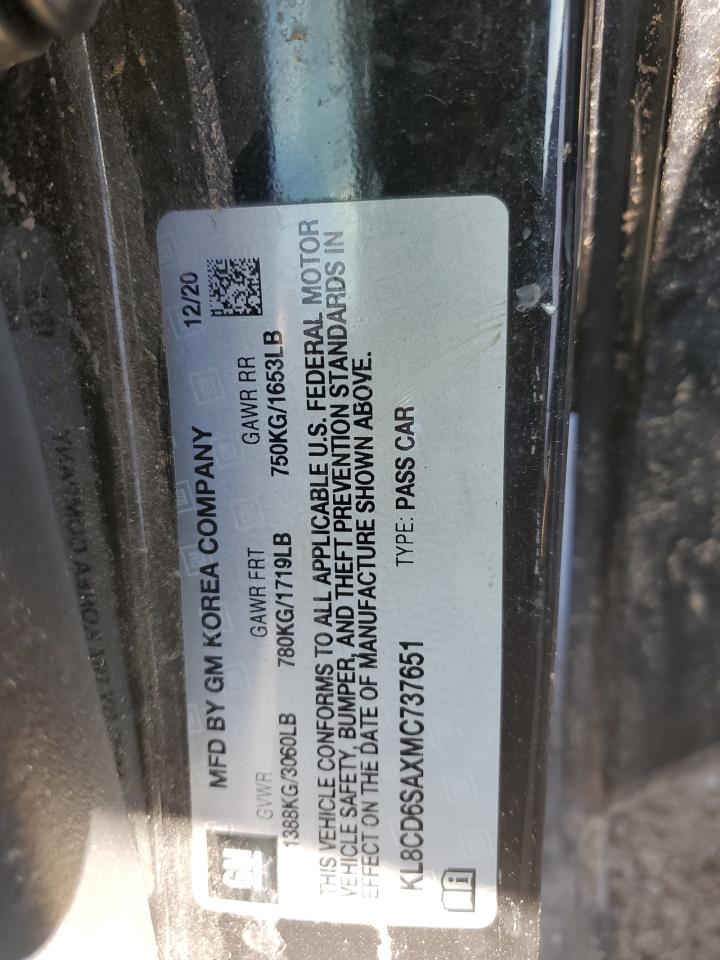 GM
MFD BY GM KOREA COMPANY 12/20
GVWR GAWR FRT GAWR RR
1388KG/3060LB 780KG/1719LB 750KG/1653LB
THIS VEHICLE CONFORMS TO ALL APPLICABLE U.S. FEDERAL MOTOR
VEHICLE SAFETY, BUMPER, AND THEFT PREVENTION STANDARDS IN
EFFECT ON THE DATE OF MANUFACTURE SHOWN ABOVE.
KL8CD6SAXMC737651 TYPE: PASS CAR